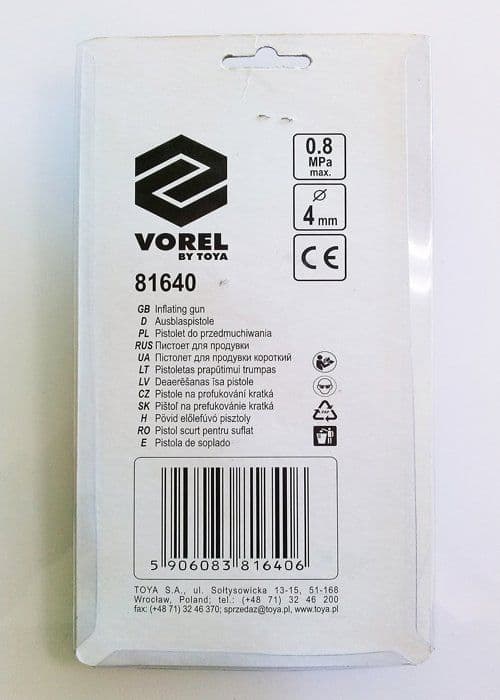 0.8
MPa
max.
4 mm
CE
VOREL
BY TOYA
81640
GB Inflating gun
D Ausblaspistole
PL Pistolet do przedmuchiwania
RUS Пистоет для продувки
UA Пістолет для продувки короткий
LT Pistoletas prapūtimui trumpas
LV Deaerēšanas īsa pistole
CZ Pistole na profukování kratká
SK Pištoľ na prefukovánie kratká
H Pövid előlefúvó pisztoly
RO Pistol scurt pentru suflat
E Pistola de soplado
PAP
5 906083 816406
TOYA S.A., ul. Sołtysowicka 13-15, 51-168
Wrocław, Poland; tel.: (+48 71) 32 46 200
fax: (+48 71) 32 46 370; sprzedaz@toya.pl, www.toya.pl